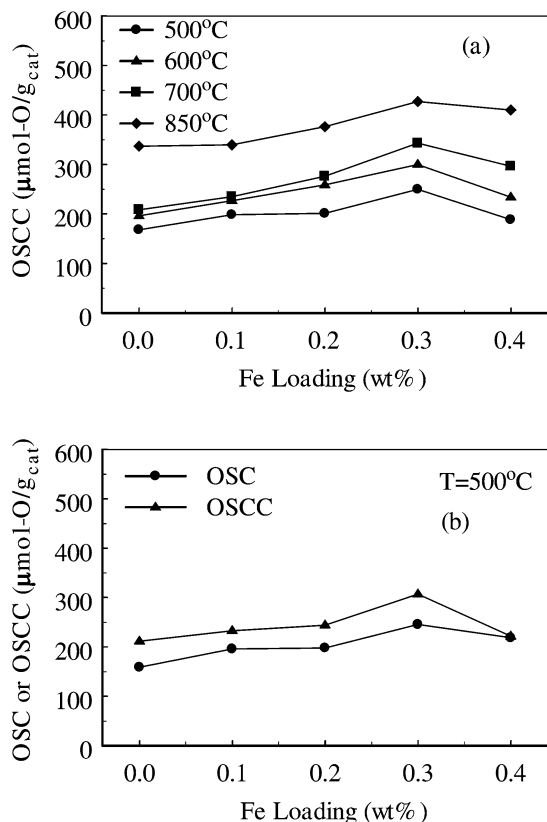 OSCC (μmol-O/g_cat)
600
500
400
300
200
100
0
500°C
600°C
700°C
850°C
(a)
0.0 0.1 0.2 0.3 0.4
Fe Loading (wt%)
OSC or OSCC (μmol-O/g_cat)
600
500
400
300
200
100
0
OSC
OSCC
T=500°C
(b)
0.0 0.1 0.2 0.3 0.4
Fe Loading (wt%)